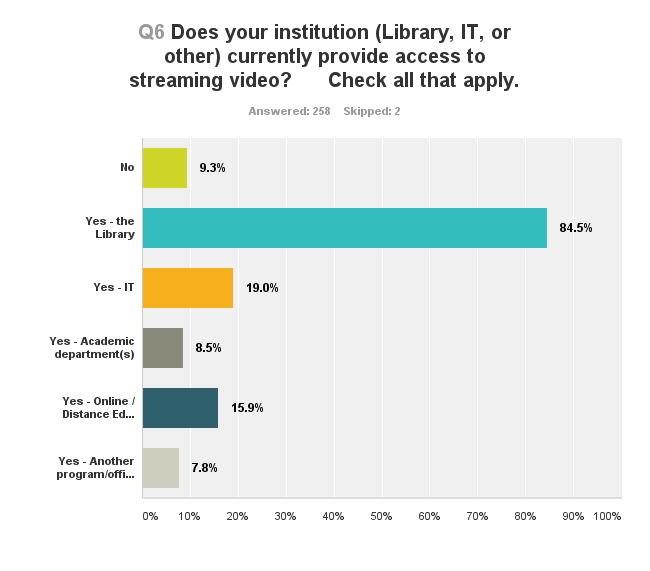 Q6 Does your institution (Library, IT, or
other) currently provide access to
streaming video? Check all that apply.
Answered: 258 Skipped: 2
No
9.3%
Yes - the
Library
84.5%
Yes - IT
19.0%
Yes - Academic
department(s)
8.5%
Yes - Online /
Distance Ed...
15.9%
Yes - Another
program/offi...
7.8%
0% 10% 20% 30% 40% 50% 60% 70% 80% 90% 100%